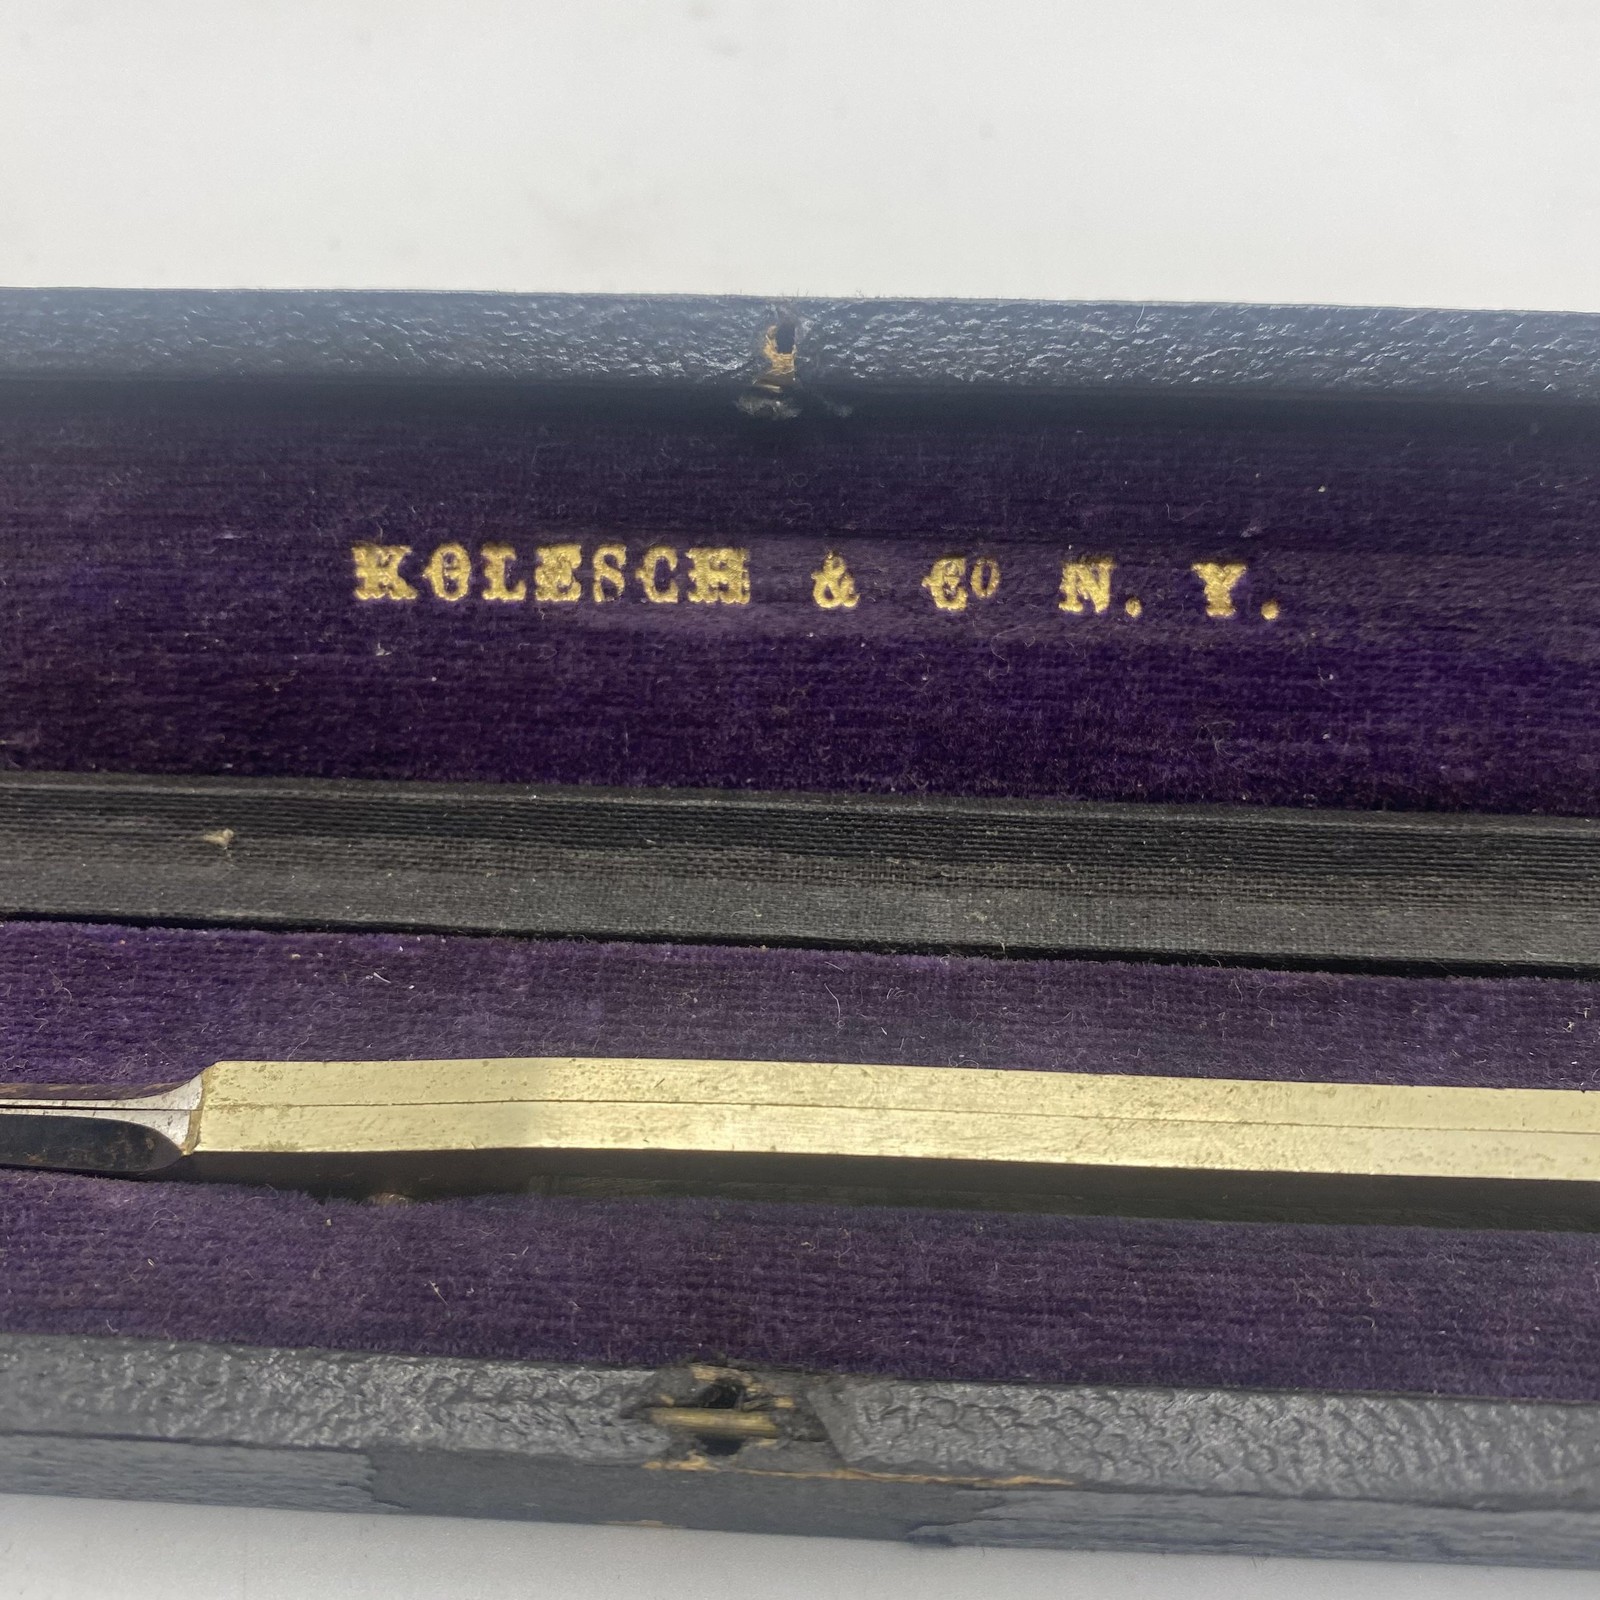 KOLESCH & Co N. Y.